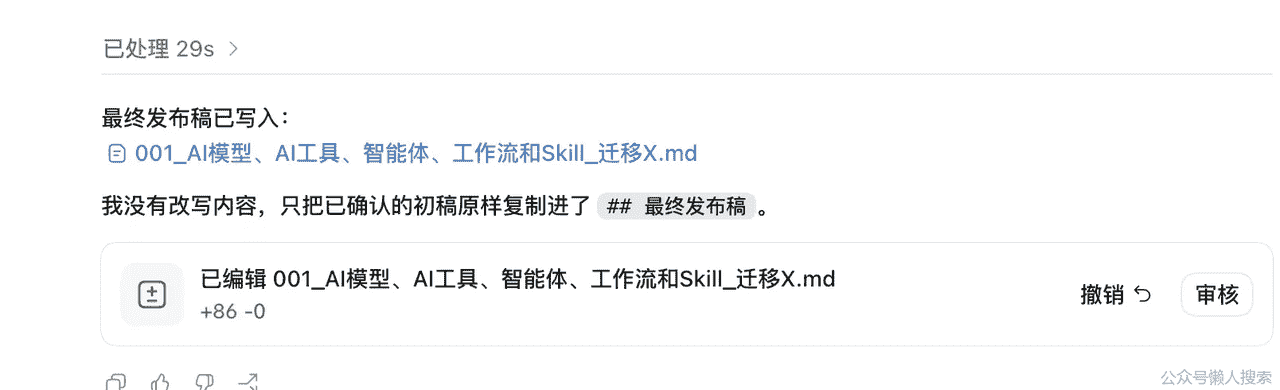 已处理 29s
最终发布稿已写入：
001_AI模型、AI工具、智能体、工作流和Skill_迁移X.md
我没有改写内容，只把已确认的初稿原样复制进了 ## 最终发布稿 。
已编辑 001_AI模型、AI工具、智能体、工作流和Skill_迁移X.md
+86 -0
撤销
审核
公众号懒人搜索